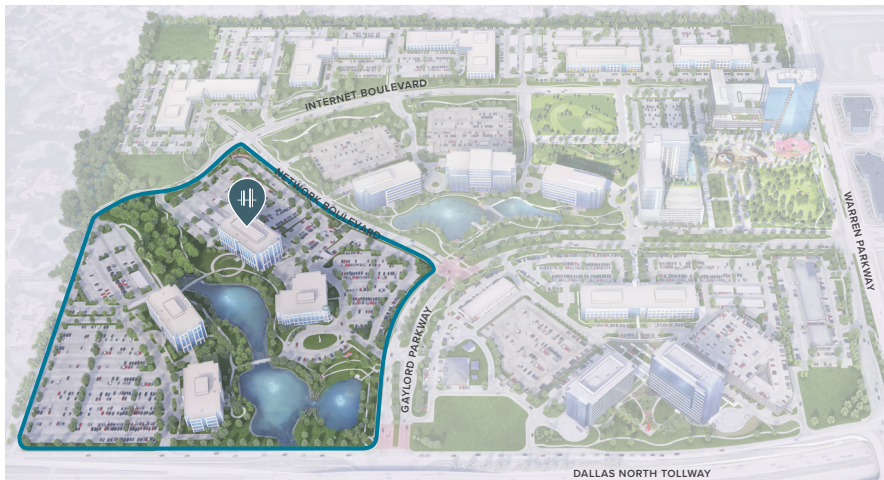 INTERNET BOULEVARD
NETWORK BOULEVARD
WARREN PARKWAY
GAYLORD PARKWAY
DALLAS NORTH TOLLWAY